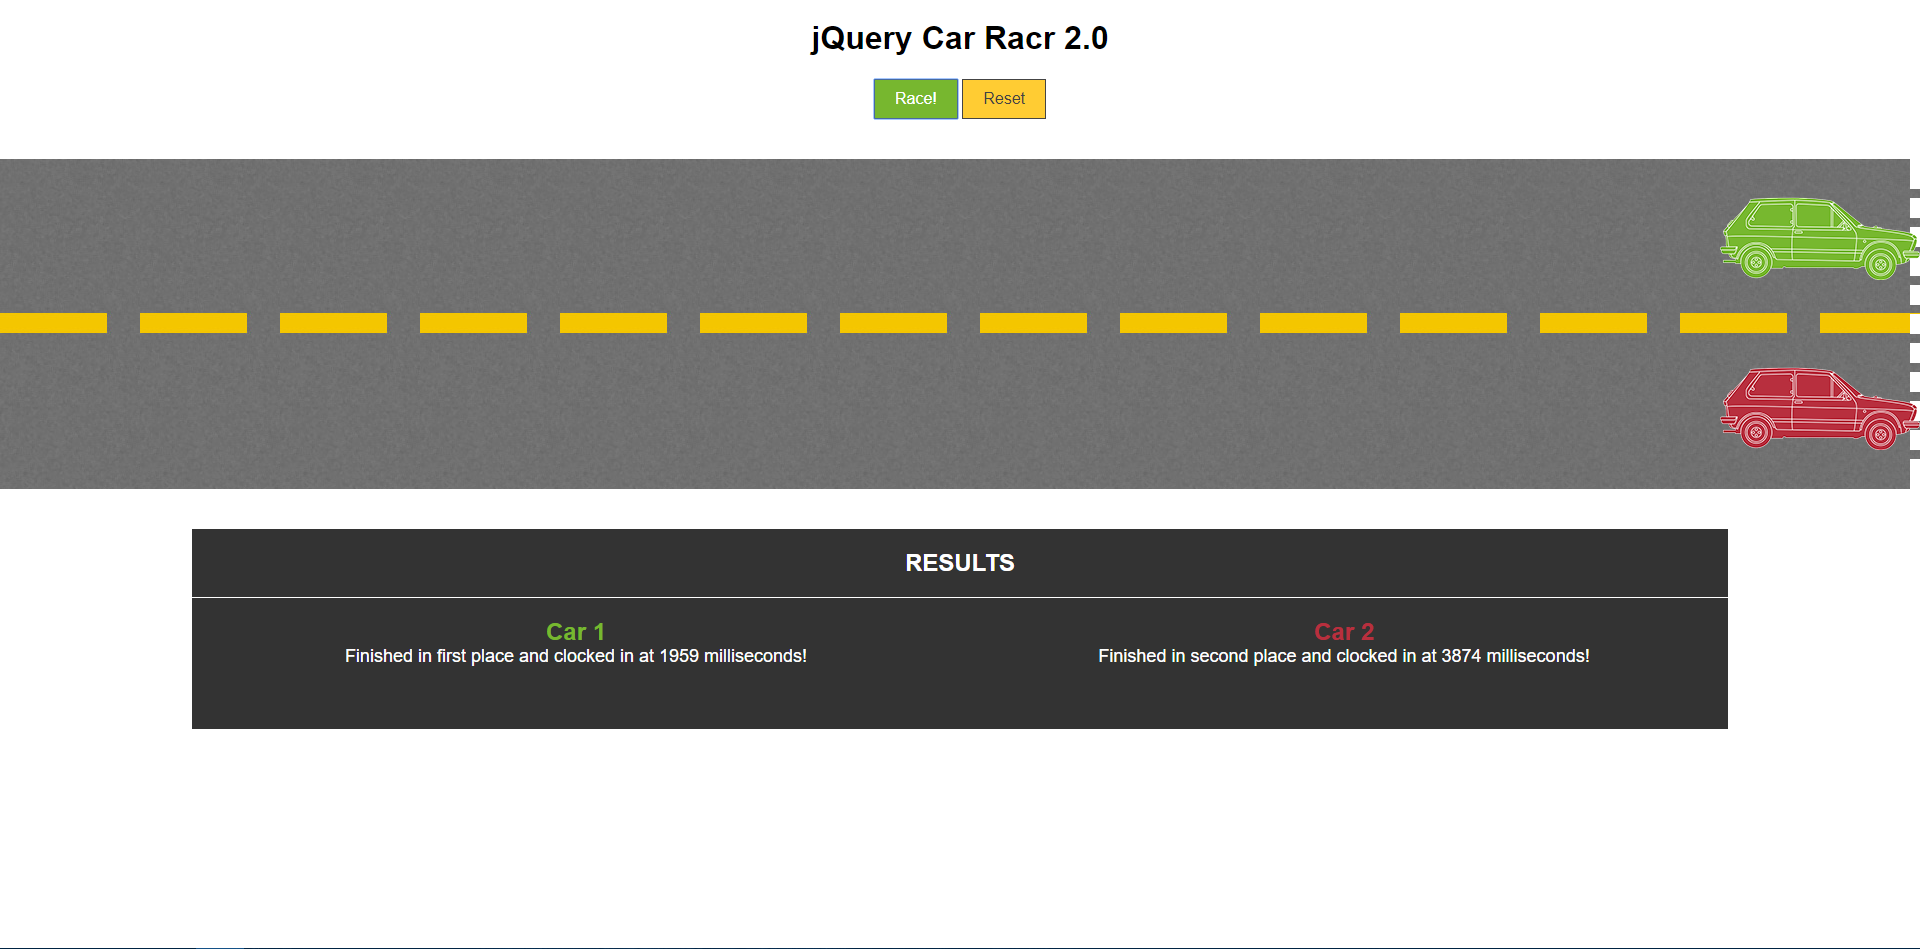 jQuery Car Racr 2.0
Race! Reset
RESULTS
Car 1
Finished in first place and clocked in at 1959 milliseconds!
Car 2
Finished in second place and clocked in at 3874 milliseconds!